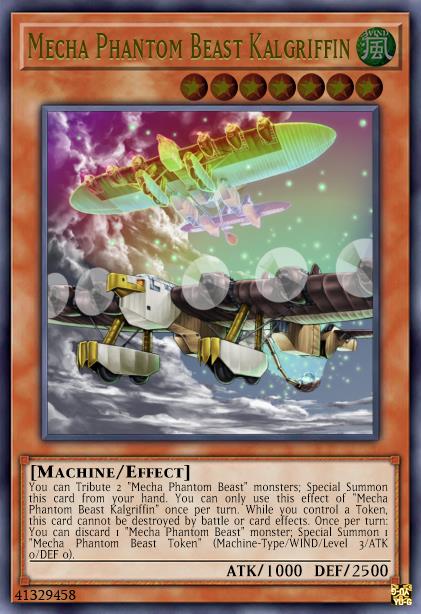 MECHA PHANTOM BEAST KALGRIFFIN
WIND
風
[MACHINE/EFFECT]
You can Tribute 2 "Mecha Phantom Beast" monsters; Special Summon
this card from your hand. You can only use this effect of "Mecha
Phantom Beast Kalgriffin" once per turn. While you control a Token,
this card cannot be destroyed by battle or card effects. Once per turn:
You can discard 1 "Mecha Phantom Beast" monster; Special Summon 1
"Mecha Phantom Beast Token" (Machine-Type/WIND/Level 3/ATK
0/DEF 0).
ATK/1000 DEF/2500
41329458